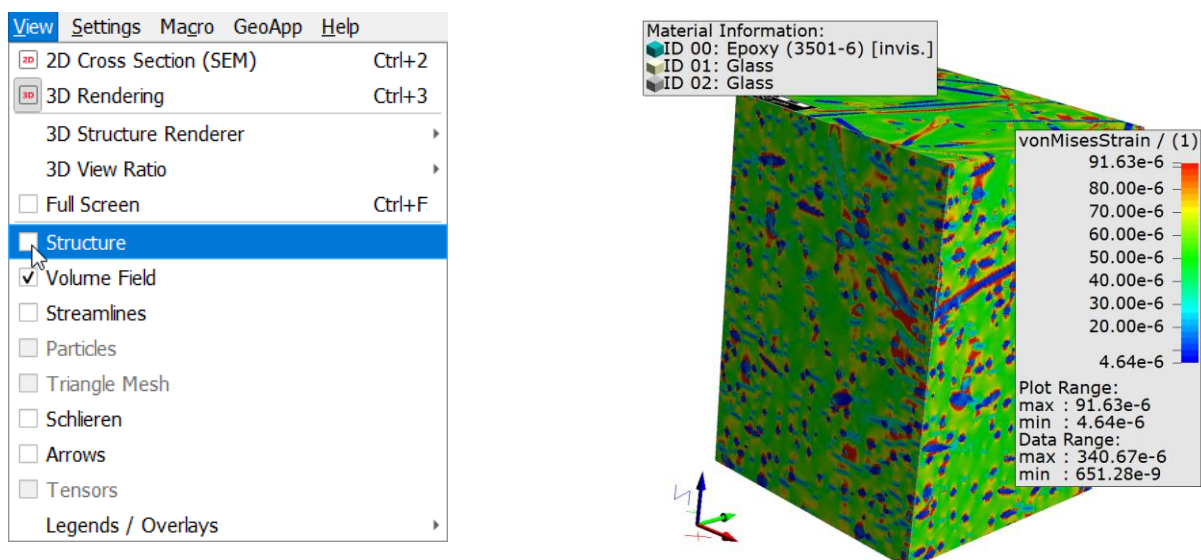 View Settings Macro GeoApp Help
2D 2D Cross Section (SEM) Ctrl+2
3D 3D Rendering Ctrl+3
3D Structure Renderer
3D View Ratio
Full Screen Ctrl+F
Structure
Volume Field
Streamlines
Particles
Triangle Mesh
Schlieren
Arrows
Tensors
Legends / Overlays
Material Information:
ID 00: Epoxy (3501-6) [invis.]
ID 01: Glass
ID 02: Glass
vonMisesStrain / (1)
91.63e-6
80.00e-6
70.00e-6
60.00e-6
50.00e-6
40.00e-6
30.00e-6
20.00e-6
4.64e-6
Plot Range:
max : 91.63e-6
min : 4.64e-6
Data Range:
max : 340.67e-6
min : 651.28e-9